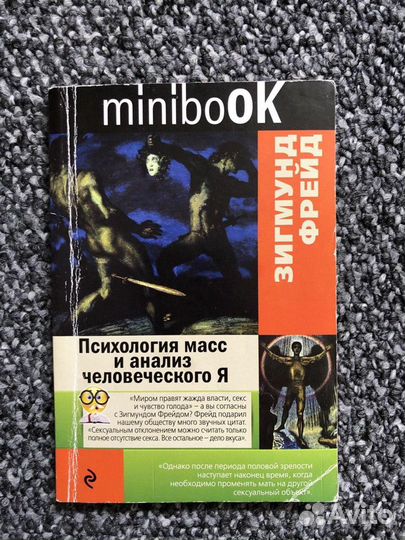 minibooK
ЗИГМУНД
ФРЕЙД
Психология масс
и анализ
человеческого Я
«Миром правят жажда власти, секс
и чувство голода» – а вы согласны
с Зигмундом Фрейдом? Фрейд подарил
нашему обществу много звучных цитат.
«Сексуальным отклонением можно считать только
полное отсутствие секса. Все остальное – дело вкуса».
«Однако после периода половой зрелости
наступает наконец время, когда
необходимо променять мать на другой
сексуальный объект».
Avito